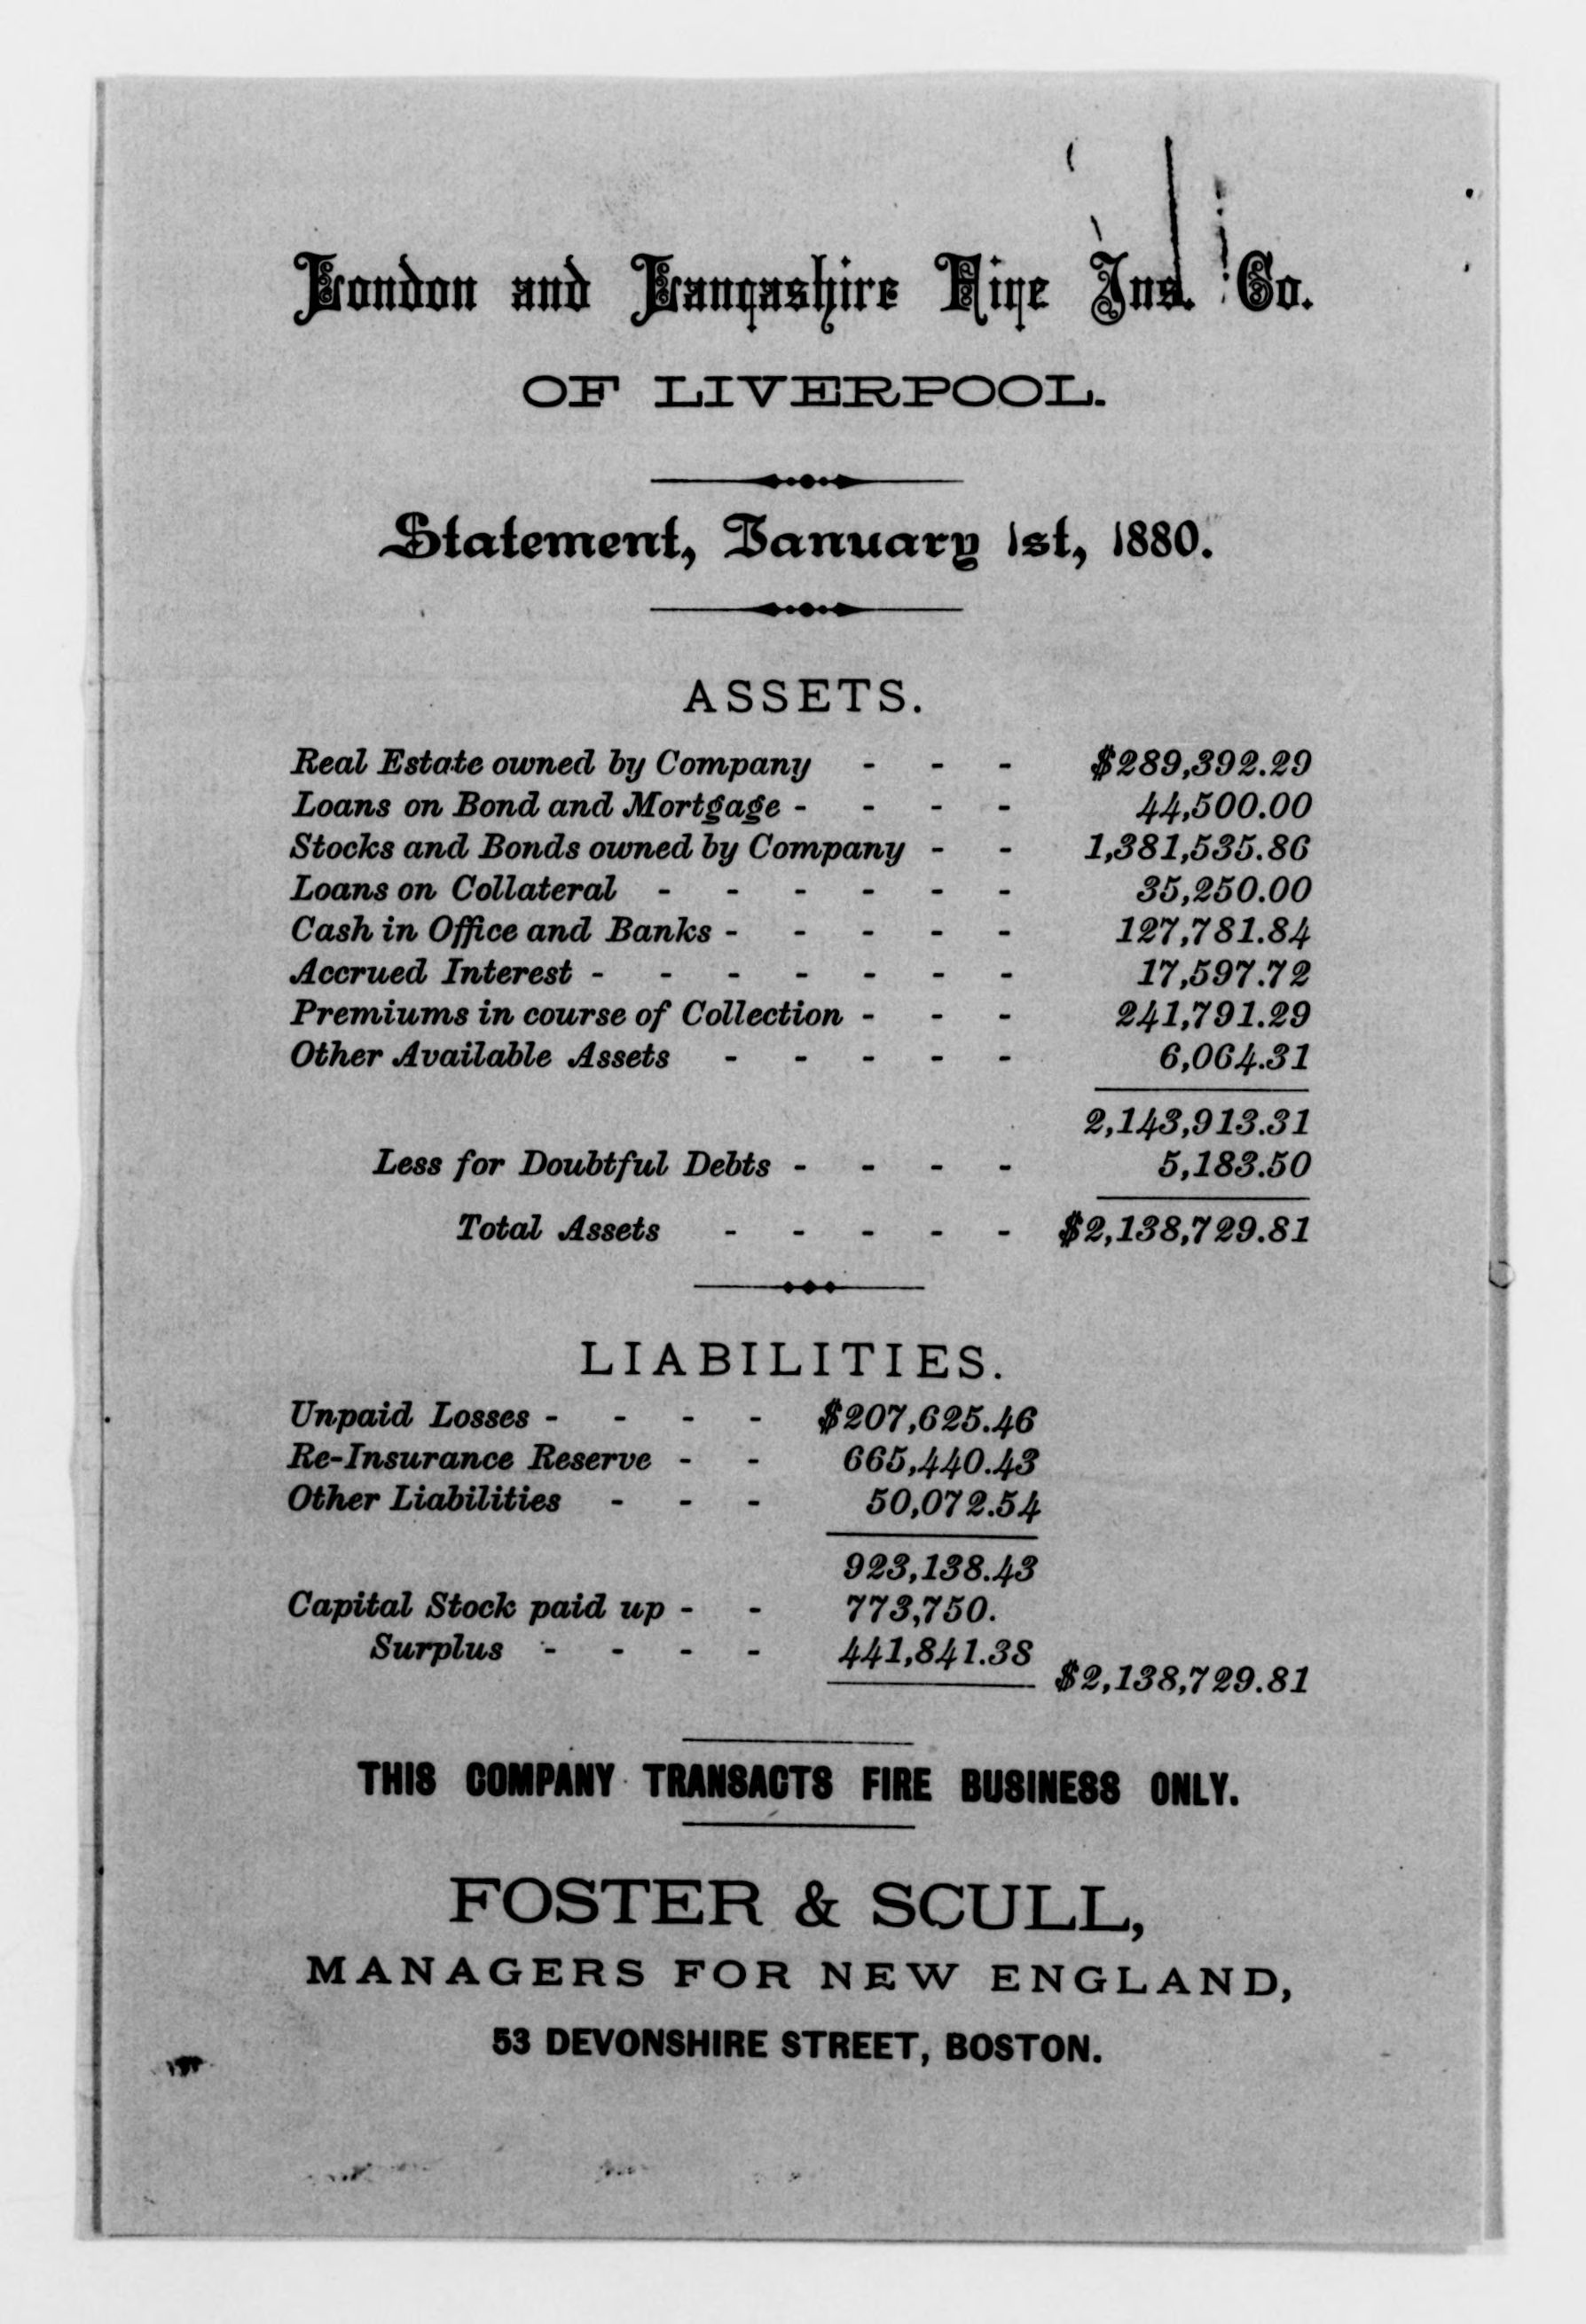 London and Lancashire Fire Ins. Co.
OF LIVERPOOL.
Statement, January 1st, 1880.
ASSETS.
Real Estate owned by Company - - - $289,392.29
Loans on Bond and Mortgage - - - - 44,500.00
Stocks and Bonds owned by Company - - 1,381,535.86
Loans on Collateral - - - - - - 35,250.00
Cash in Office and Banks - - - - - 127,781.84
Accrued Interest - - - - - - - 17,597.72
Premiums in course of Collection - - - 241,791.29
Other Available Assets - - - - - 6,064.31
2,143,913.31
Less for Doubtful Debts - - - - 5,183.50
Total Assets - - - - - $2,138,729.81
LIABILITIES.
Unpaid Losses - - - - $207,625.46
Re-Insurance Reserve - - 665,440.43
Other Liabilities - - - 50,072.54
923,138.43
Capital Stock paid up - - 773,750.
Surplus - - - - 441,841.38
$2,138,729.81
THIS COMPANY TRANSACTS FIRE BUSINESS ONLY.
FOSTER & SCULL,
MANAGERS FOR NEW ENGLAND,
53 DEVONSHIRE STREET, BOSTON.